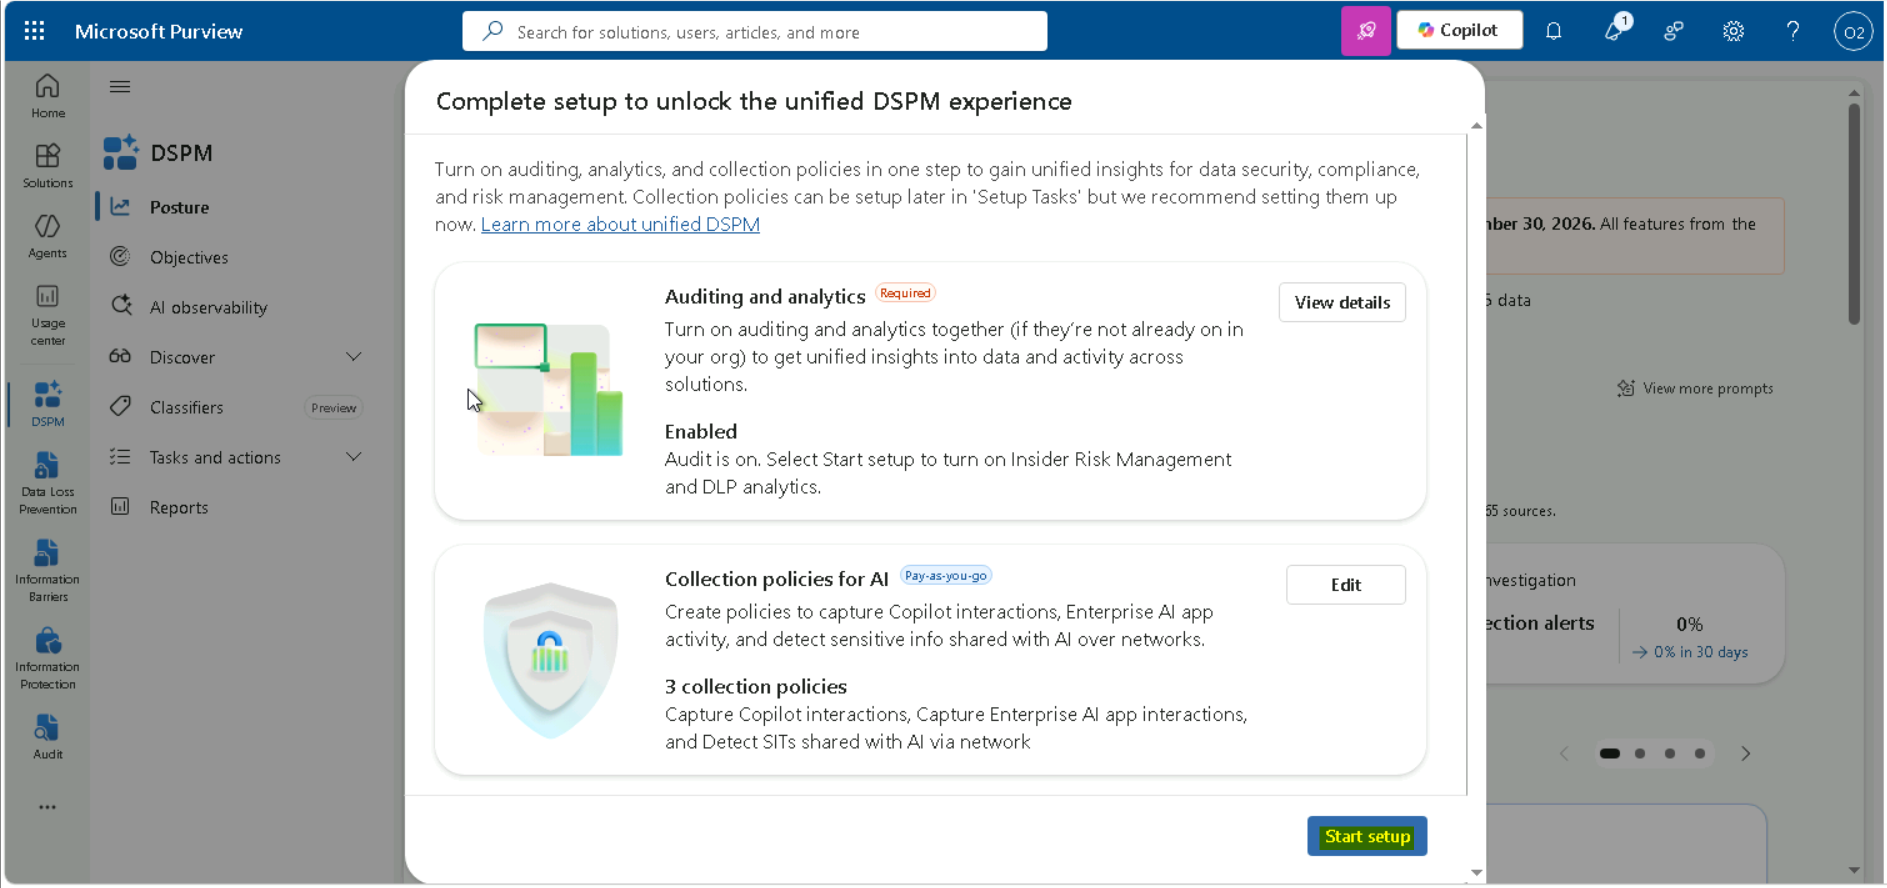 Microsoft Purview
Search for solutions, users, articles, and more
Copilot
1
O2
Home
Solutions
Agents
Usage
center
DSPM
Data Loss
Prevention
Information
Barriers
Information
Protection
Audit
DSPM
Posture
Objectives
AI observability
Discover
Classifiers
Preview
Tasks and actions
Reports
Complete setup to unlock the unified DSPM experience
Turn on auditing, analytics, and collection policies in one step to gain unified insights for data security, compliance,
and risk management. Collection policies can be setup later in 'Setup Tasks' but we recommend setting them up
now. Learn more about unified DSPM
Auditing and analytics Required
View details
Turn on auditing and analytics together (if they're not already on in
your org) to get unified insights into data and activity across
solutions.
Enabled
Audit is on. Select Start setup to turn on Insider Risk Management
and DLP analytics.
Collection policies for AI Pay-as-you-go
Edit
Create policies to capture Copilot interactions, Enterprise AI app
activity, and detect sensitive info shared with AI over networks.
3 collection policies
Capture Copilot interactions, Capture Enterprise AI app interactions,
and Detect SITs shared with AI via network
Start setup
30, 2026. All features from the
data
View more prompts
65 sources.
alerts
0%
0% in 30 days